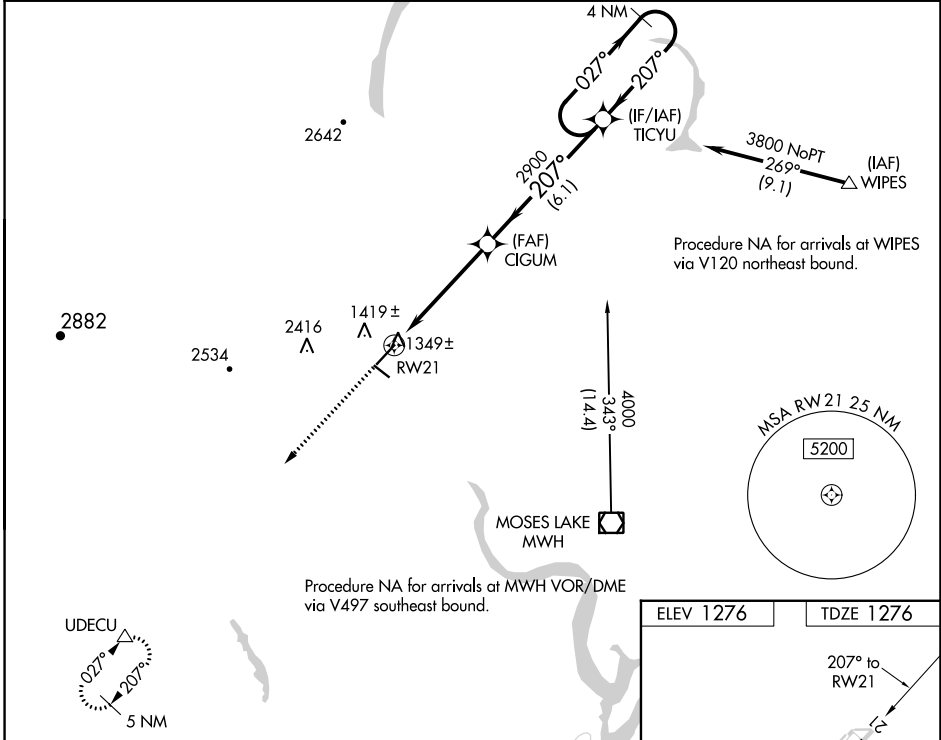 4 NM
027°
207°
(IF/IAF)
TICYU
2642
3800 NoPT
269°
(9.1)
(IAF)
WIPES
2900
207°
(6.1)
(FAF)
CIGUM
Procedure NA for arrivals at WIPES
via V120 northeast bound.
2882
2534
2416
1419±
1349±
RW21
4000
343°
(14.4)
MSA RW21 25 NM
5200
MOSES LAKE
MWH
Procedure NA for arrivals at MWH VOR/DME
via V497 southeast bound.
UDECU
027°
207°
5 NM
ELEV 1276
TDZE 1276
207° to
RW21
21